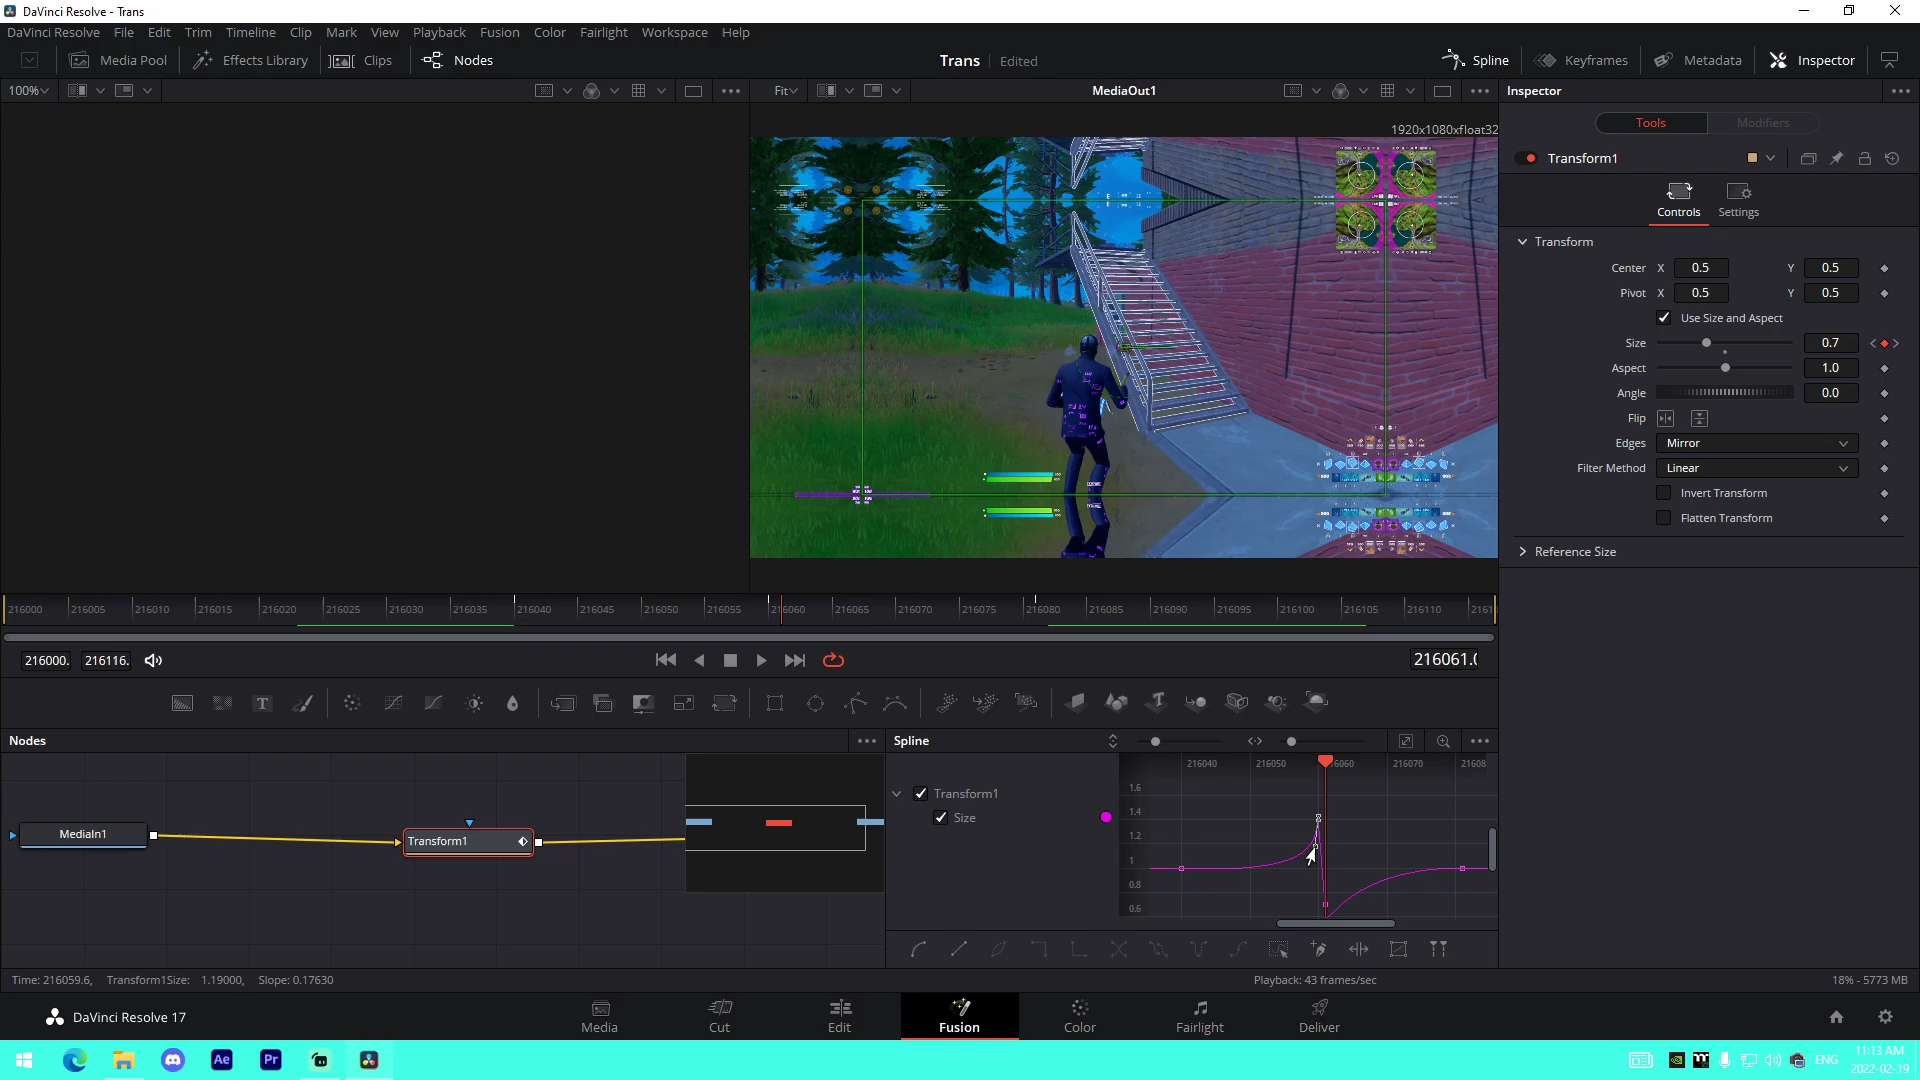 DaVinci Resolve - Trans
DaVinci Resolve File Edit Trim Timeline Clip Mark View Playback Fusion Color Fairlight Workspace Help
Media Pool Effects Library Clips Nodes Trans Edited Spline Keyframes Metadata Inspector
100% Fit MediaOut1 Inspector
1920x1080xfloat32
Tools Modifiers
Transform1
Controls Settings
Transform
Center X 0.5 Y 0.5
Pivot X 0.5 Y 0.5
Use Size and Aspect
Size 0.7
Aspect 1.0
Angle 0.0
Flip
Edges Mirror
Filter Method Linear
Invert Transform
Flatten Transform
Reference Size
216000 216005 216010 216015 216020 216025 216030 216035 216040 216045 216050 216055 216060 216065 216070 216075 216080 216085 216090 216095 216100 216105 216110 2161
216000. 216116. 216061.0
Nodes Spline
216040 216050 6060 216070 21608
Transform1
Size
1.6
1.4
1.2
1
0.8
0.6
MediaIn1
Transform1
Time: 216059.6, Transform1Size: 1.19000, Slope: 0.17630 Playback: 43 frames/sec 18% - 5773 MB
DaVinci Resolve 17 Media Cut Edit Fusion Color Fairlight Deliver
Ae Pr ENG 11:13 AM
2022-02-19